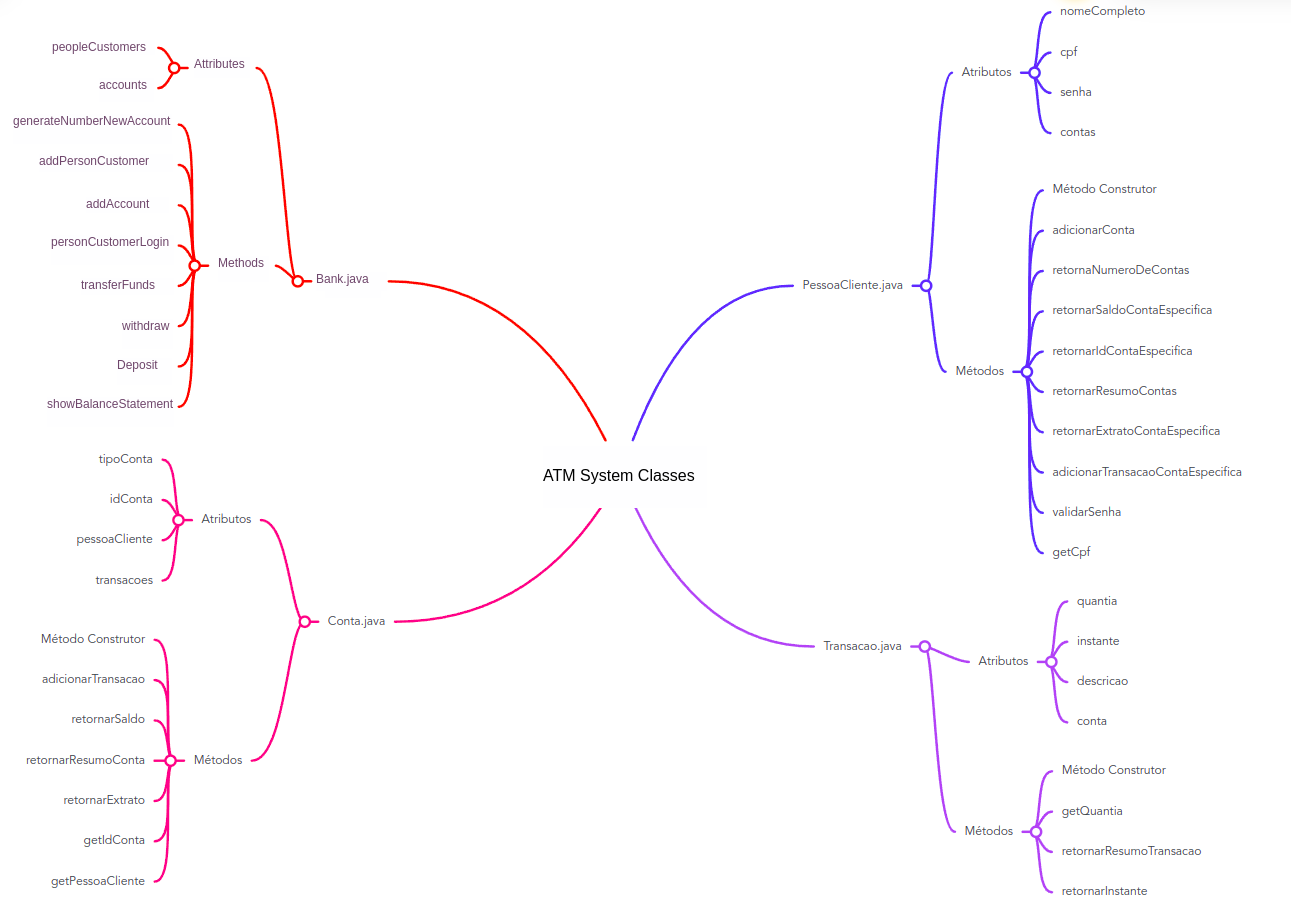 ATM System Classes
Bank.java
Attributes
peopleCustomers
accounts
Methods
generateNumberNewAccount
addPersonCustomer
addAccount
personCustomerLogin
transferFunds
withdraw
Deposit
showBalanceStatement
Conta.java
Atributos
tipoConta
idConta
pessoaCliente
transacoes
Métodos
Método Construtor
adicionarTransacao
retornarSaldo
retornarResumoConta
retornarExtrato
getIdConta
getPessoaCliente
PessoaCliente.java
Atributos
nomeCompleto
cpf
senha
contas
Métodos
Método Construtor
adicionarConta
retornaNumeroDeContas
retornarSaldoContaEspecifica
retornarIdContaEspecifica
retornarResumoContas
retornarExtratoContaEspecifica
adicionarTransacaoContaEspecifica
validarSenha
getCpf
Transacao.java
Atributos
quantia
instante
descricao
conta
Métodos
Método Construtor
getQuantia
retornarResumoTransacao
retornarInstante